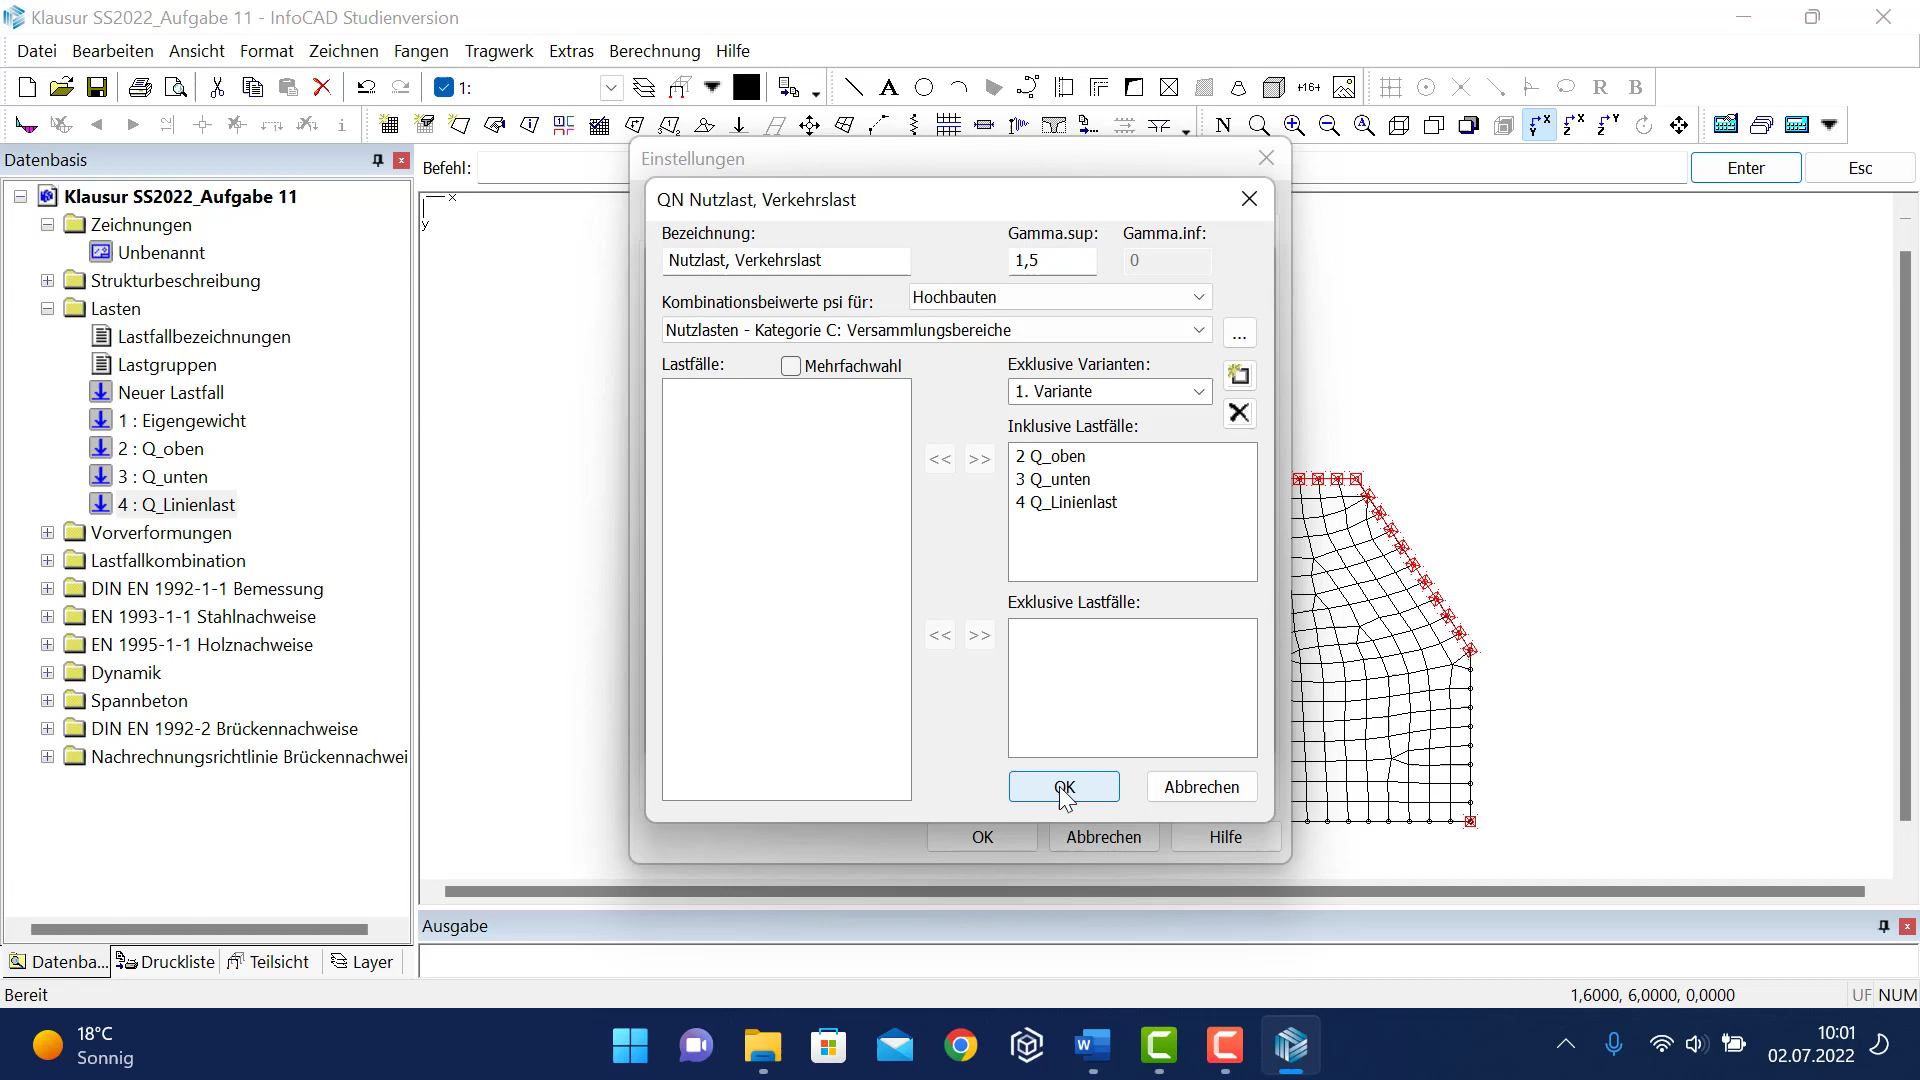 Klausur SS2022_Aufgabe 11 - InfoCAD Studienversion
Datei Bearbeiten Ansicht Format Zeichnen Fangen Tragwerk Extras Berechnung Hilfe
1:
A +16+ R B
i N
Datenbasis
Befehl:
Enter
Esc
x
y
Klausur SS2022_Aufgabe 11
Zeichnungen
Unbenannt
Strukturbeschreibung
Lasten
Lastfallbezeichnungen
Lastgruppen
Neuer Lastfall
1 : Eigengewicht
2 : Q_oben
3 : Q_unten
4 : Q_Linienlast
Vorverformungen
Lastfallkombination
DIN EN 1992-1-1 Bemessung
EN 1993-1-1 Stahlnachweise
EN 1995-1-1 Holznachweise
Dynamik
Spannbeton
DIN EN 1992-2 Brückennachweise
Nachrechnungsrichtlinie Brückennachwei
Datenba... Druckliste Teilsicht Layer
Einstellungen
QN Nutzlast, Verkehrslast
Bezeichnung:
Gamma.sup: Gamma.inf:
Nutzlast, Verkehrslast
1,5
0
Kombinationsbeiwerte psi für:
Hochbauten
Nutzlasten - Kategorie C: Versammlungsbereiche
...
Lastfälle:
Mehrfachwahl
Exklusive Varianten:
1. Variante
Inklusive Lastfälle:
<< >>
2 Q_oben
3 Q_unten
4 Q_Linienlast
Exklusive Lastfälle:
<< >>
OK Abbrechen
OK Abbrechen Hilfe
Ausgabe
Bereit
1,6000, 6,0000, 0,0000
UF NUM
18°C
Sonnig
10:01
02.07.2022